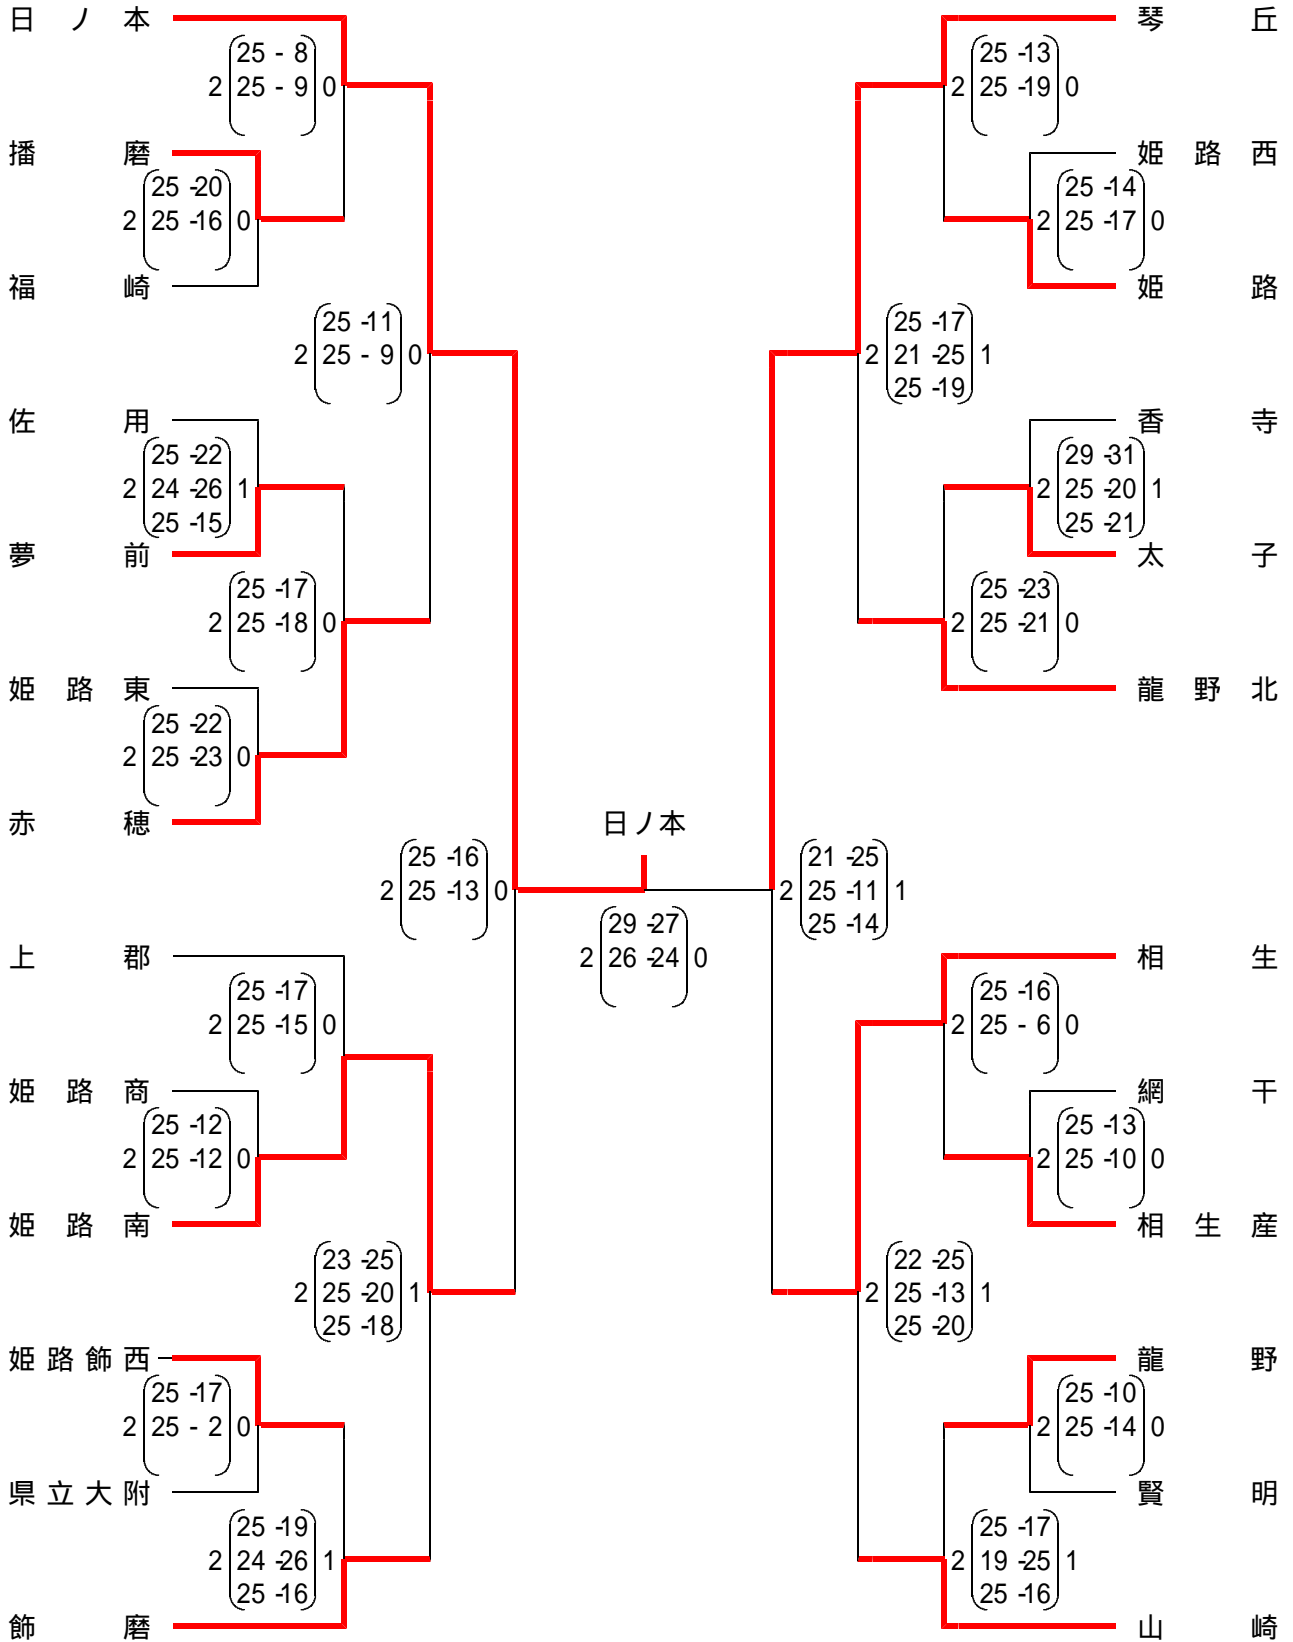 日ノ本
2 25 - 8 0
25 - 9
播磨
25 -20
2 25 -16 0
福崎
25 -11
2 25 - 9 0
佐用
25 -22
2 24 -26 1
25 -15
夢前
25 -17
2 25 -18 0
姫路東
25 -22
2 25 -23 0
赤穂
25 -16
2 25 -13 0
上郡
25 -17
2 25 -15 0
姫路商
25 -12
2 25 -12 0
姫路南
23 -25
2 25 -20 1
25 -18
姫路飾西
25 -17
2 25 - 2 0
県立大附
25 -19
2 24 -26 1
25 -16
飾磨
日ノ本
29 -27
2 26 -24 0
琴丘
25 -13
2 25 -19 0
姫路西
25 -14
2 25 -17 0
姫路
25 -17
2 21 -25 1
25 -19
香寺
29 -31
2 25 -20 1
25 -21
太子
25 -23
2 25 -21 0
龍野北
21 -25
2 25 -11 1
25 -14
相生
25 -16
2 25 - 6 0
網干
25 -13
2 25 -10 0
相生産
22 -25
2 25 -13 1
25 -20
龍野
25 -10
2 25 -14 0
賢明
25 -17
2 19 -25 1
25 -16
山崎